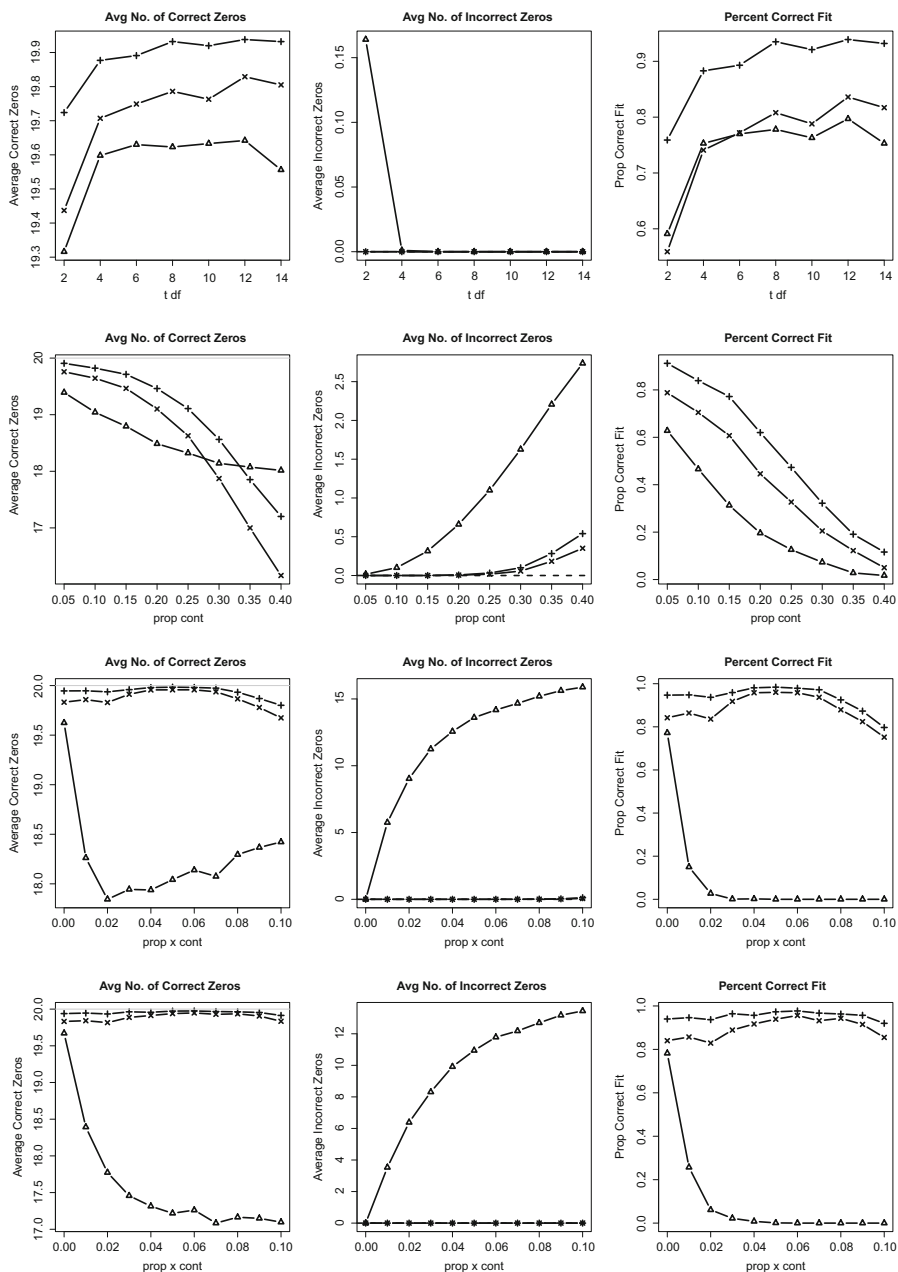 Avg No. of Correct Zeros
Average Correct Zeros
19.3 19.4 19.5 19.6 19.7 19.8 19.9
2 4 6 8 10 12 14
t df
Avg No. of Incorrect Zeros
Average Incorrect Zeros
0.00 0.05 0.10 0.15
2 4 6 8 10 12 14
t df
Percent Correct Fit
Prop Correct Fit
0.6 0.7 0.8 0.9
2 4 6 8 10 12 14
t df
Avg No. of Correct Zeros
Average Correct Zeros
17 18 19 20
0.05 0.10 0.15 0.20 0.25 0.30 0.35 0.40
prop cont
Avg No. of Incorrect Zeros
Average Incorrect Zeros
0.0 0.5 1.0 1.5 2.0 2.5
0.05 0.10 0.15 0.20 0.25 0.30 0.35 0.40
prop cont
Percent Correct Fit
Prop Correct Fit
0.0 0.2 0.4 0.6 0.8
0.05 0.10 0.15 0.20 0.25 0.30 0.35 0.40
prop cont
Avg No. of Correct Zeros
Average Correct Zeros
18.0 18.5 19.0 19.5 20.0
0.00 0.02 0.04 0.06 0.08 0.10
prop x cont
Avg No. of Incorrect Zeros
Average Incorrect Zeros
0 5 10 15
0.00 0.02 0.04 0.06 0.08 0.10
prop x cont
Percent Correct Fit
Prop Correct Fit
0.0 0.2 0.4 0.6 0.8 1.0
0.00 0.02 0.04 0.06 0.08 0.10
prop x cont
Avg No. of Correct Zeros
Average Correct Zeros
17.0 17.5 18.0 18.5 19.0 19.5 20.0
0.00 0.02 0.04 0.06 0.08 0.10
prop x cont
Avg No. of Incorrect Zeros
Average Incorrect Zeros
0 2 4 6 8 10 12
0.00 0.02 0.04 0.06 0.08 0.10
prop x cont
Percent Correct Fit
Prop Correct Fit
0.0 0.2 0.4 0.6 0.8 1.0
0.00 0.02 0.04 0.06 0.08 0.10
prop x cont